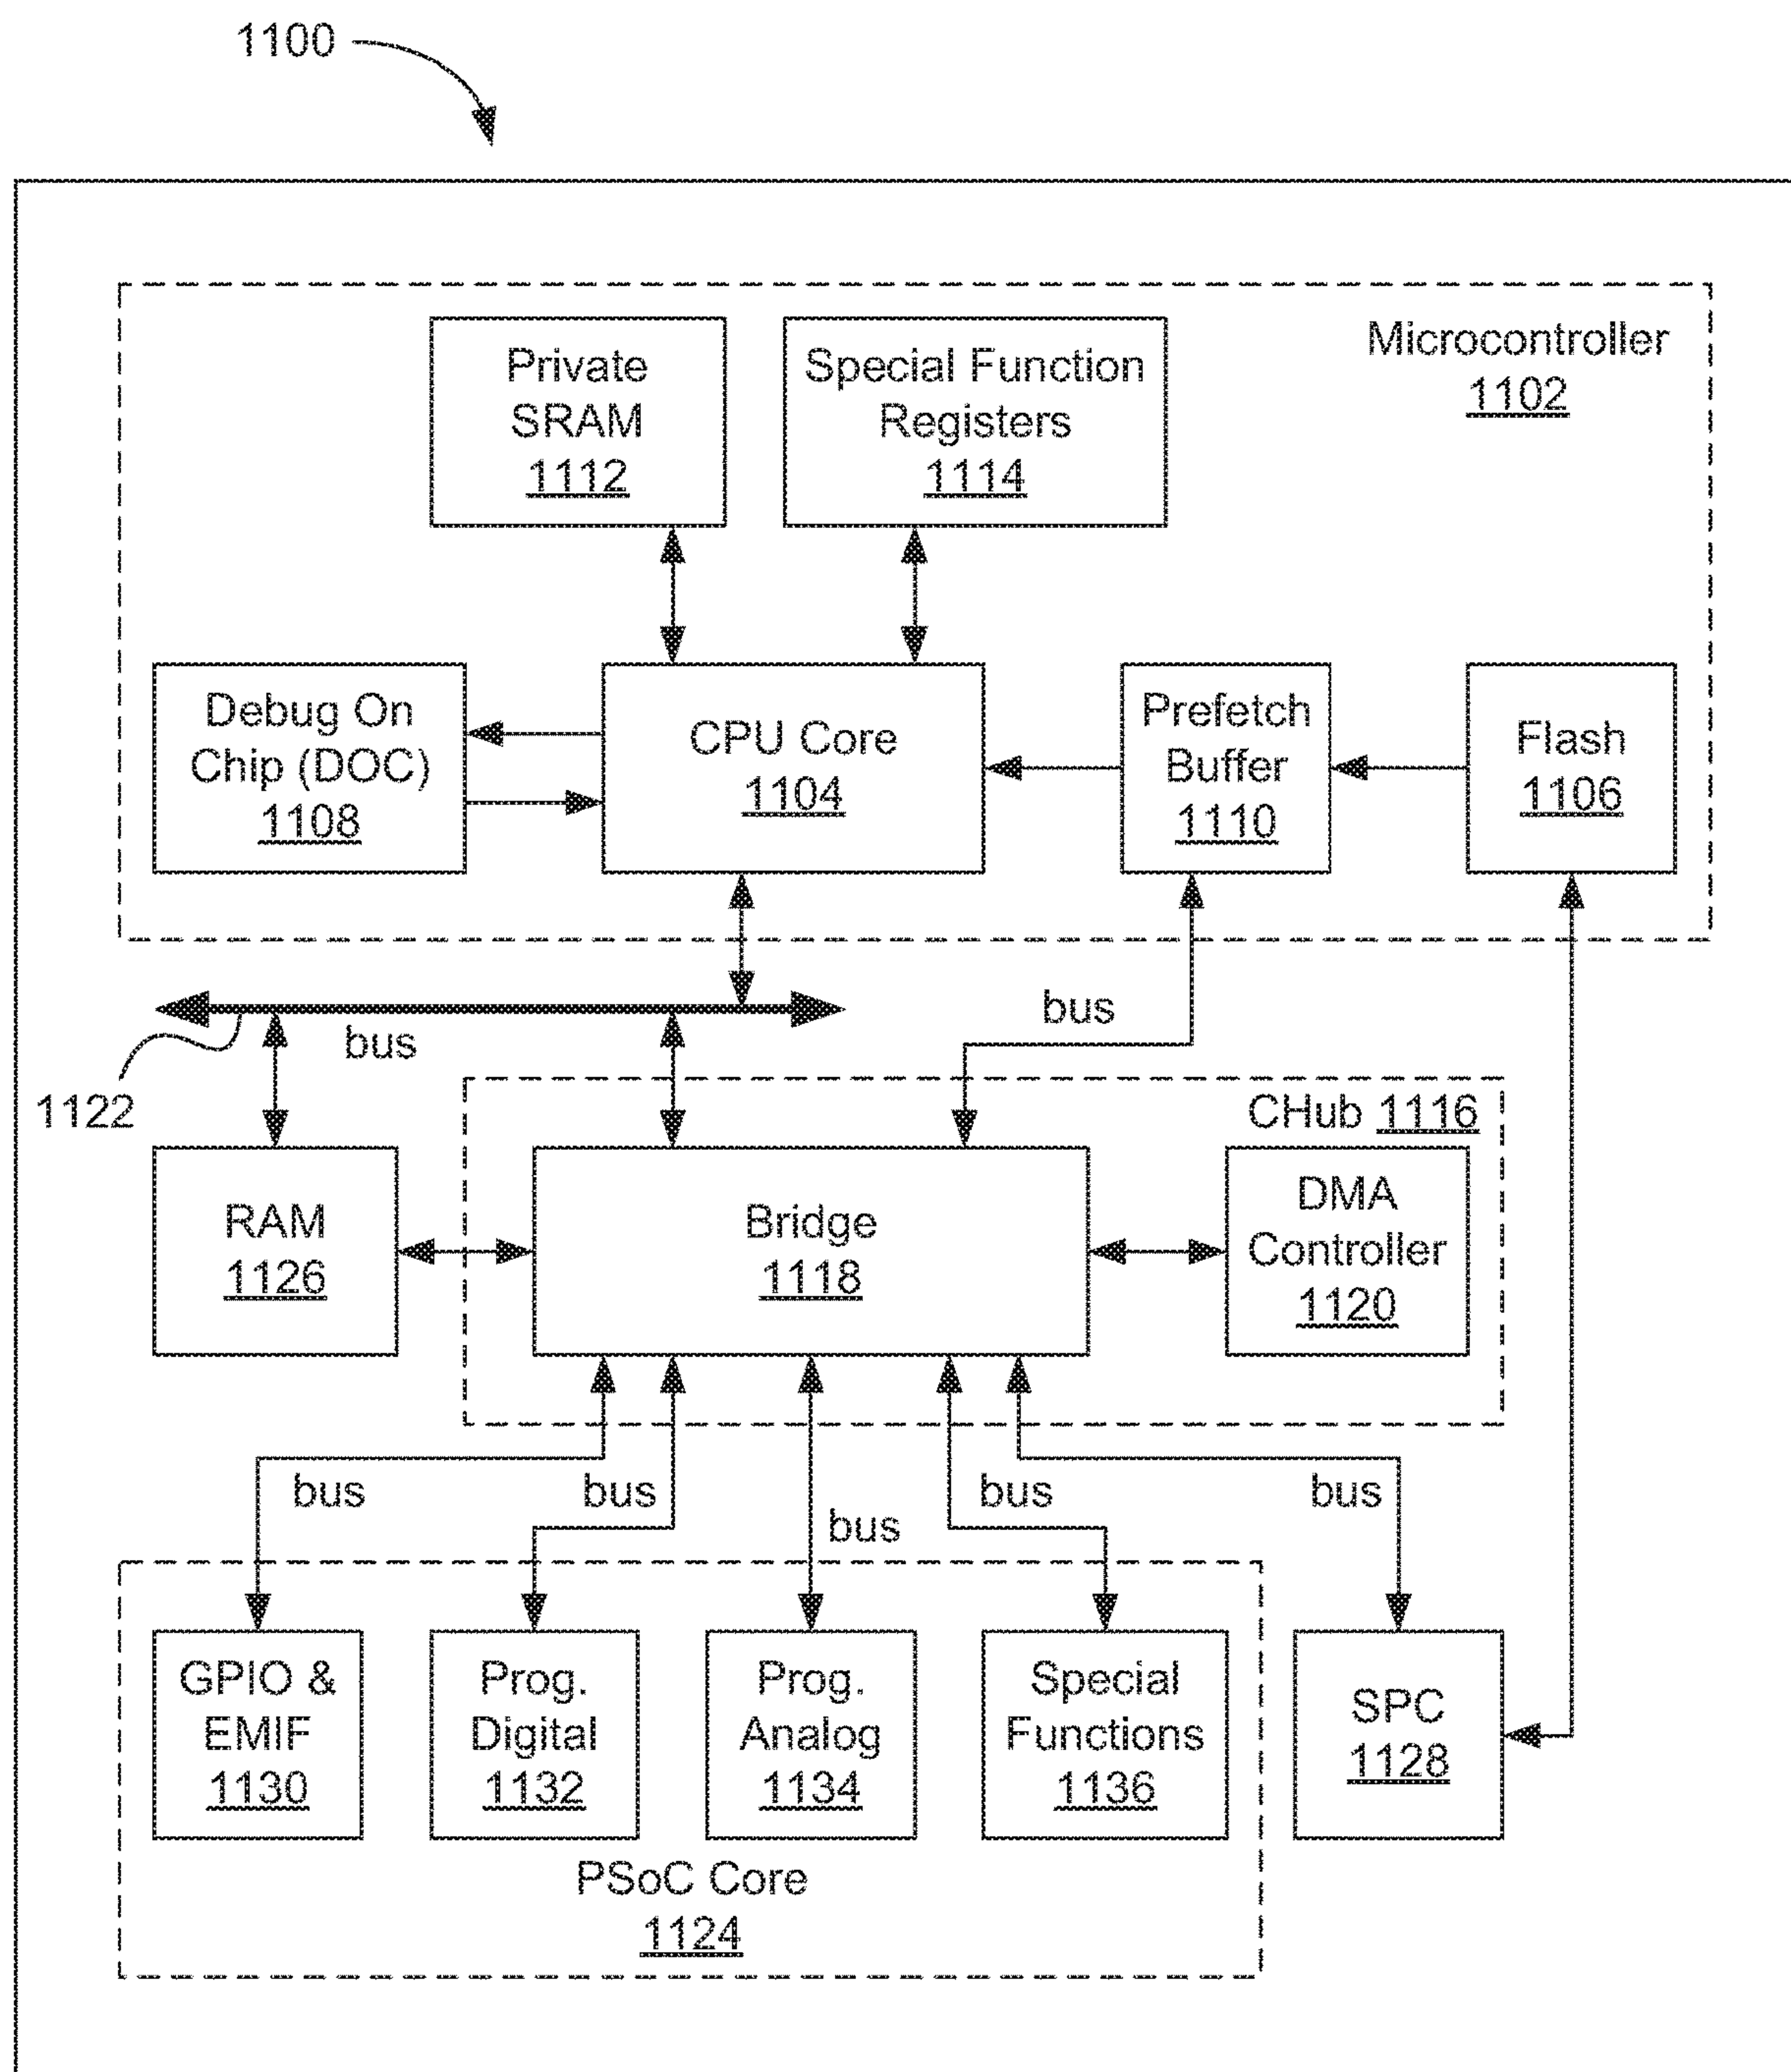 1100
Microcontroller
1102
Private
SRAM
1112
Special Function
Registers
1114
Debug On
Chip (DOC)
1108
CPU Core
1104
Prefetch
Buffer
1110
Flash
1106
bus
bus
1122
CHub 1116
RAM
1126
Bridge
1118
DMA
Controller
1120
bus
bus
bus
bus
bus
GPIO &
EMIF
1130
Prog.
Digital
1132
Prog.
Analog
1134
Special
Functions
1136
SPC
1128
PSoC Core
1124